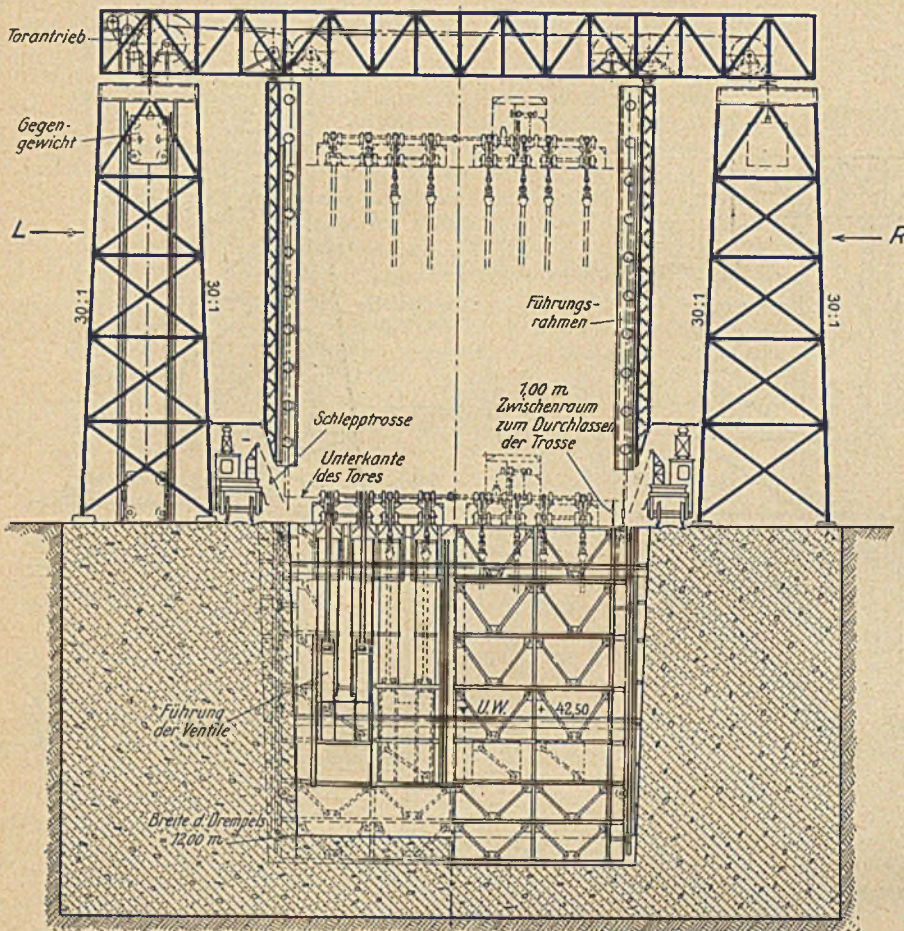 Torantrieb
Gegen-
gewicht
L
R
30:1
30:1
30:1
30:1
Führungs-
rahmen
1,00 m
Zwischenraum
zum Durchlassen
der Trosse
Schlepptrosse
Unterkante
des Tores
U.W. + 42,50
Führung
der Ventile
Breite d. Drempels
= 12,00 m